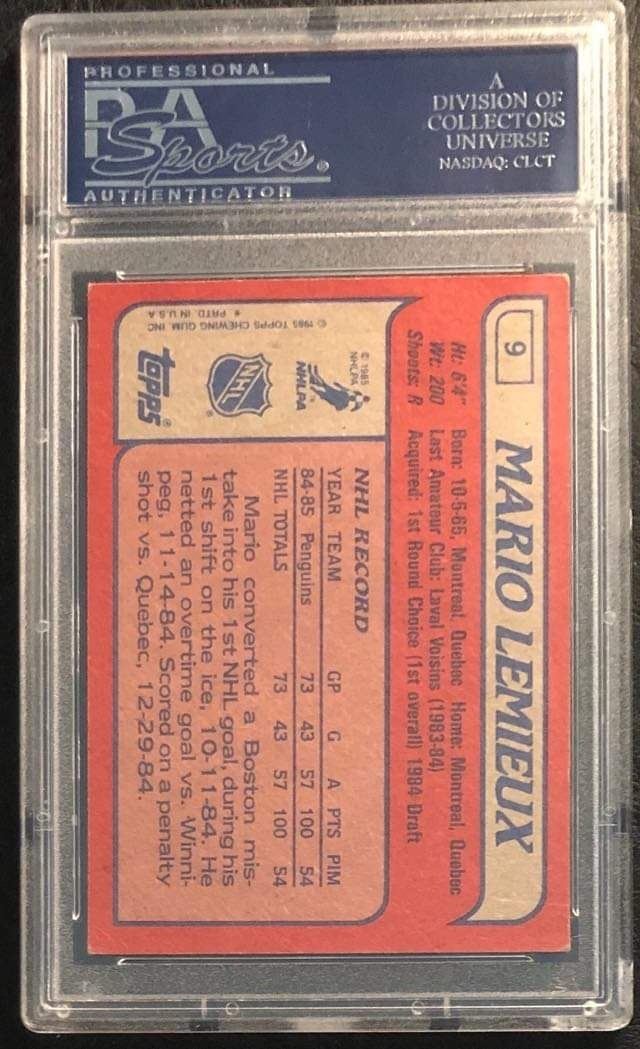 PROFESSIONAL
PSA
Sports®
AUTHENTICATOR
A
DIVISION OF
COLLECTORS
UNIVERSE
NASDAQ: CLCT
9
MARIO LEMIEUX
Ht: 6'4" Born: 10-5-65, Montreal, Quebec Home: Montreal, Quebec
Wt: 200 Last Amateur Club: Laval Voisins (1983-84)
Shoots: R Acquired: 1st Round Choice (1st overall) 1984 Draft
© 1985
NHLPA
NHLPA
NHL
topps®
© 1985 TOPPS CHEWING GUM, INC.
* PRTD. IN U.S.A.
NHL RECORD
YEAR TEAM GP G A PTS PIM
84-85 Penguins 73 43 57 100 54
NHL TOTALS 73 43 57 100 54
Mario converted a Boston mis-
take into his 1st NHL goal, during his
1st shift on the ice, 10-11-84. He
netted an overtime goal vs. Winni-
peg, 11-14-84. Scored on a penalty
shot vs. Quebec, 12-29-84.